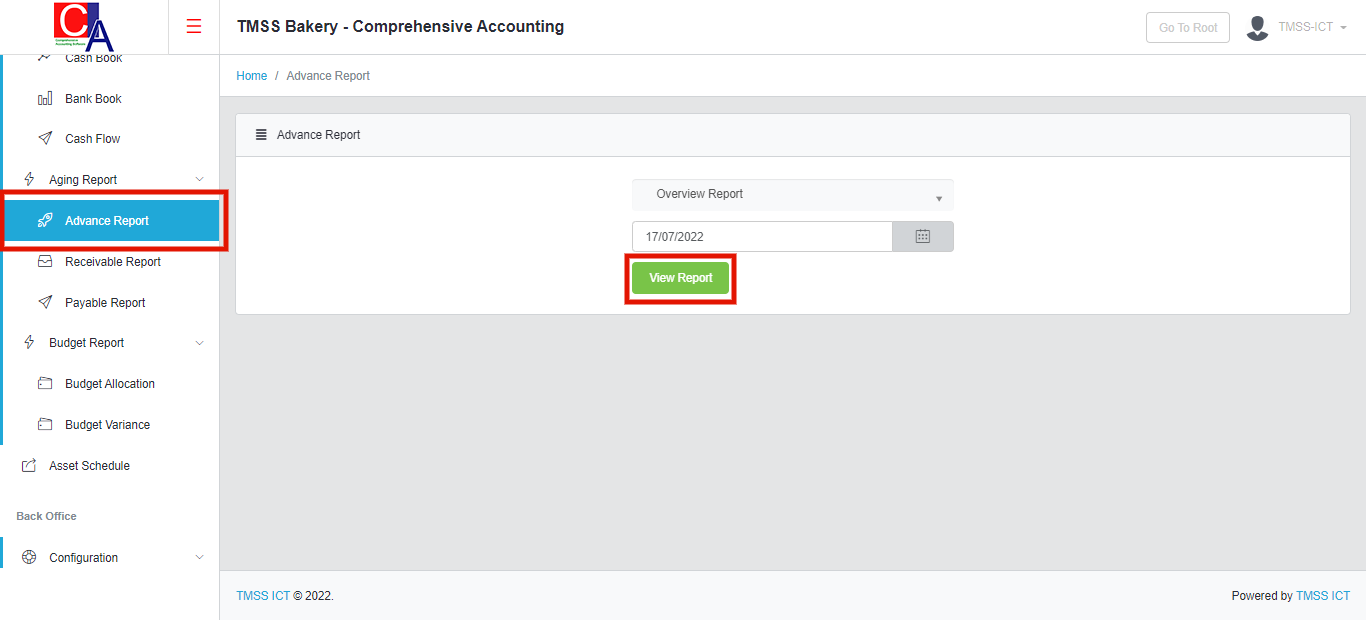 CA
Comprehensive
Accounting Software
TMSS Bakery - Comprehensive Accounting
Go To Root
TMSS-ICT
Cash Book
Bank Book
Cash Flow
Aging Report
Advance Report
Receivable Report
Payable Report
Budget Report
Budget Allocation
Budget Variance
Asset Schedule
Back Office
Configuration
Home / Advance Report
Advance Report
Overview Report
17/07/2022
View Report
TMSS ICT © 2022.
Powered by TMSS ICT